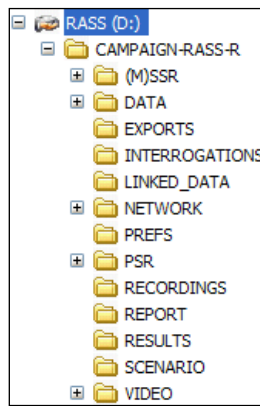 RASS (D:)
CAMPAIGN-RASS-R
(M)SSR
DATA
EXPORTS
INTERROGATIONS
LINKED_DATA
NETWORK
PREFS
PSR
RECORDINGS
REPORT
RESULTS
SCENARIO
VIDEO